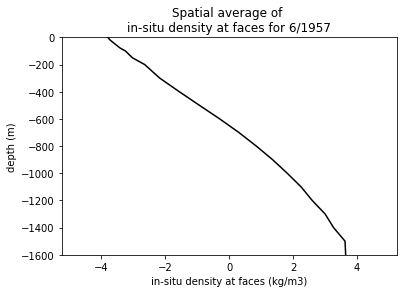 Spatial average of
in-situ density at faces for 6/1957
0
−200
−400
−600
−800
−1000
−1200
−1400
−1600
depth (m)
−4 −2 0 2 4
in-situ density at faces (kg/m3)